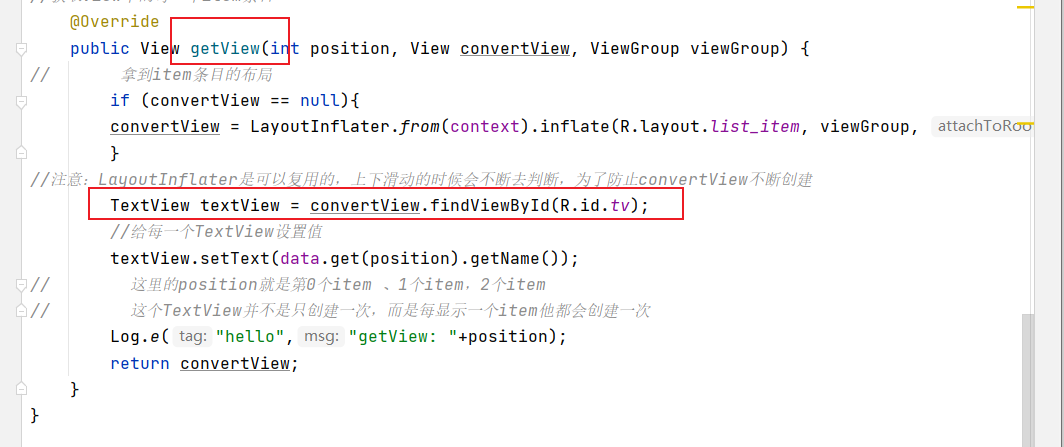 @Override
public View getView(int position, View convertView, ViewGroup viewGroup) {
//          拿到item条目的布局
if (convertView == null){
convertView = LayoutInflater.from(context).inflate(R.layout.list_item, viewGroup, attachToRoo
}
//注意：LayoutInflater是可以复用的，上下滑动的时候会不断去判断，为了防止convertView不断创建
TextView textView = convertView.findViewById(R.id.tv);
//给每一个TextView设置值
textView.setText(data.get(position).getName());
//          这里的position就是第0个item 、1个item，2个item
//          这个TextView并不是只创建一次，而是每显示一个item他都会创建一次
Log.e( tag: "hello", msg: "getView: "+position);
return convertView;
}
}